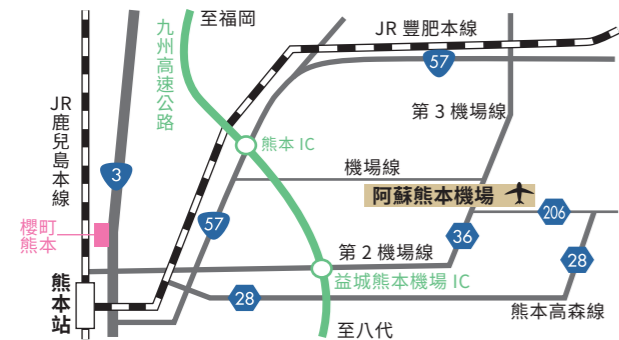 至福岡
九州高速公路
JR 豐肥本線
57
第 3 機場線
JR鹿兒島本線
熊本 IC
機場線
3
阿蘇熊本機場
206
57
櫻町
熊本
36
第 2 機場線
28
益城熊本機場 IC
熊本站
28
熊本高森線
至八代